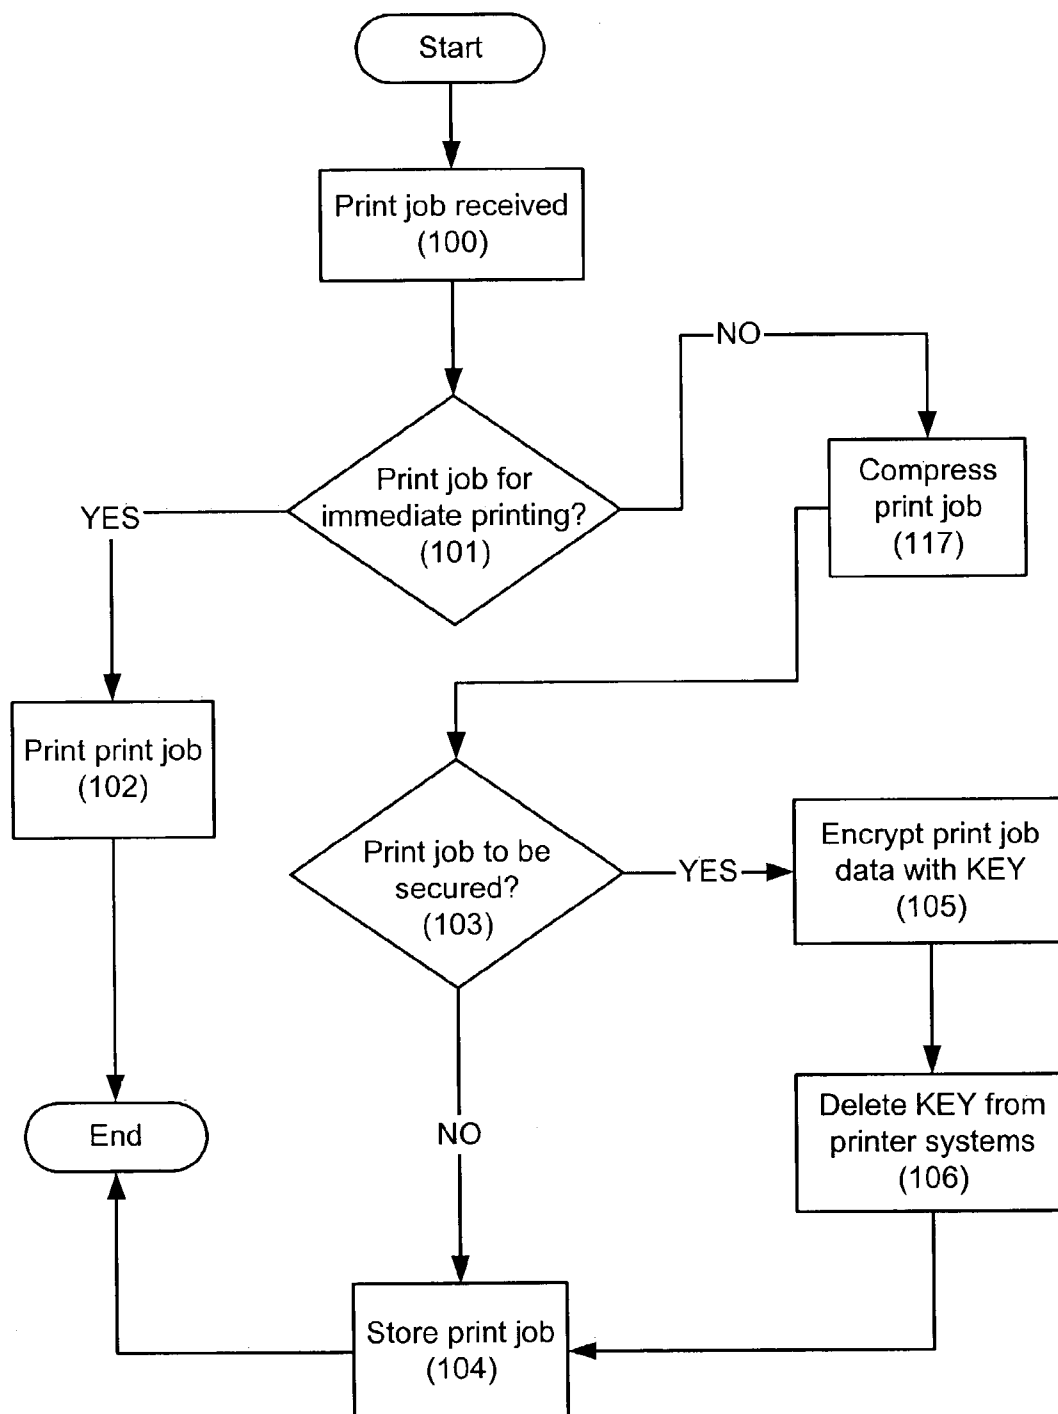 Start
Print job received
(100)
NO
Print job for
immediate printing?
(101)
Compress
print job
(117)
YES
Print print job
(102)
Print job to be
secured?
(103)
YES
Encrypt print job
data with KEY
(105)
End
NO
Delete KEY from
printer systems
(106)
Store print job
(104)